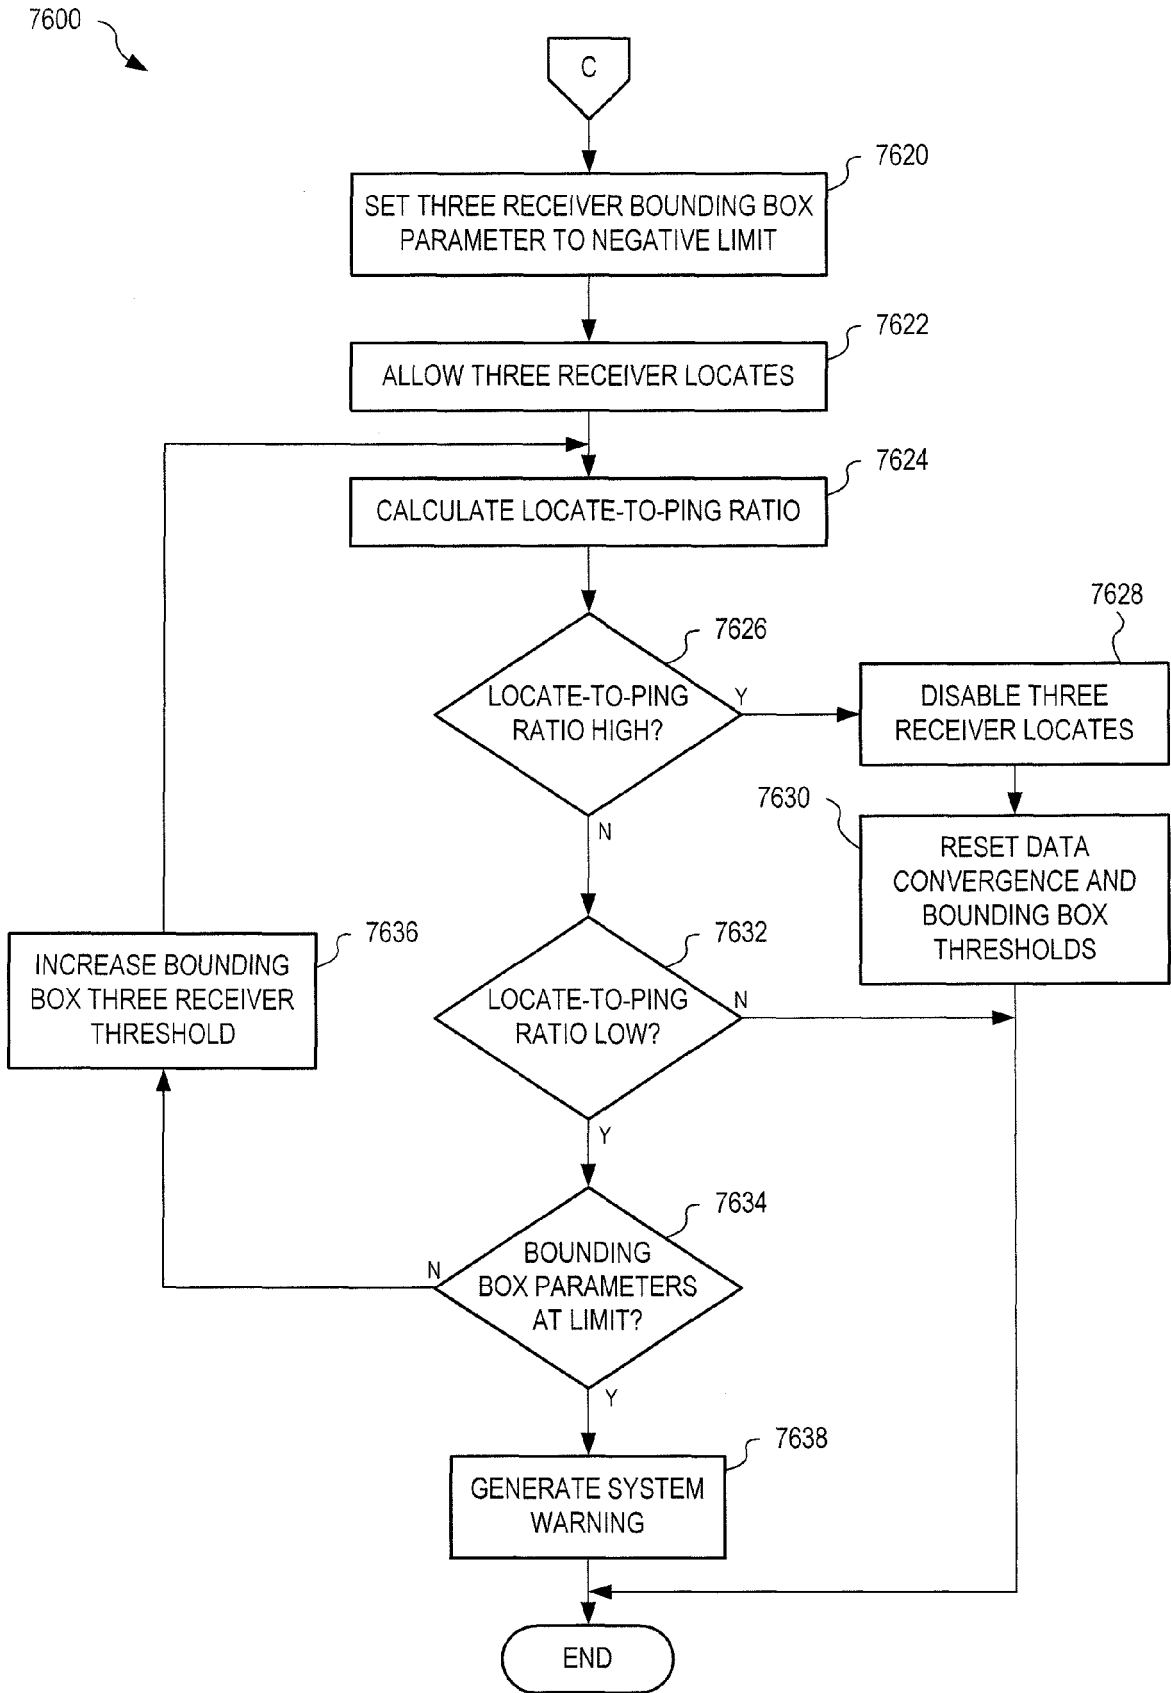 7600
C
7620
SET THREE RECEIVER BOUNDING BOX
PARAMETER TO NEGATIVE LIMIT
7622
ALLOW THREE RECEIVER LOCATES
7624
CALCULATE LOCATE-TO-PING RATIO
7626
LOCATE-TO-PING
RATIO HIGH?
Y
N
7628
DISABLE THREE
RECEIVER LOCATES
7630
RESET DATA
CONVERGENCE AND
BOUNDING BOX
THRESHOLDS
7632
LOCATE-TO-PING
RATIO LOW?
N
Y
7636
INCREASE BOUNDING
BOX THREE RECEIVER
THRESHOLD
7634
BOUNDING
BOX PARAMETERS
AT LIMIT?
N
Y
7638
GENERATE SYSTEM
WARNING
END